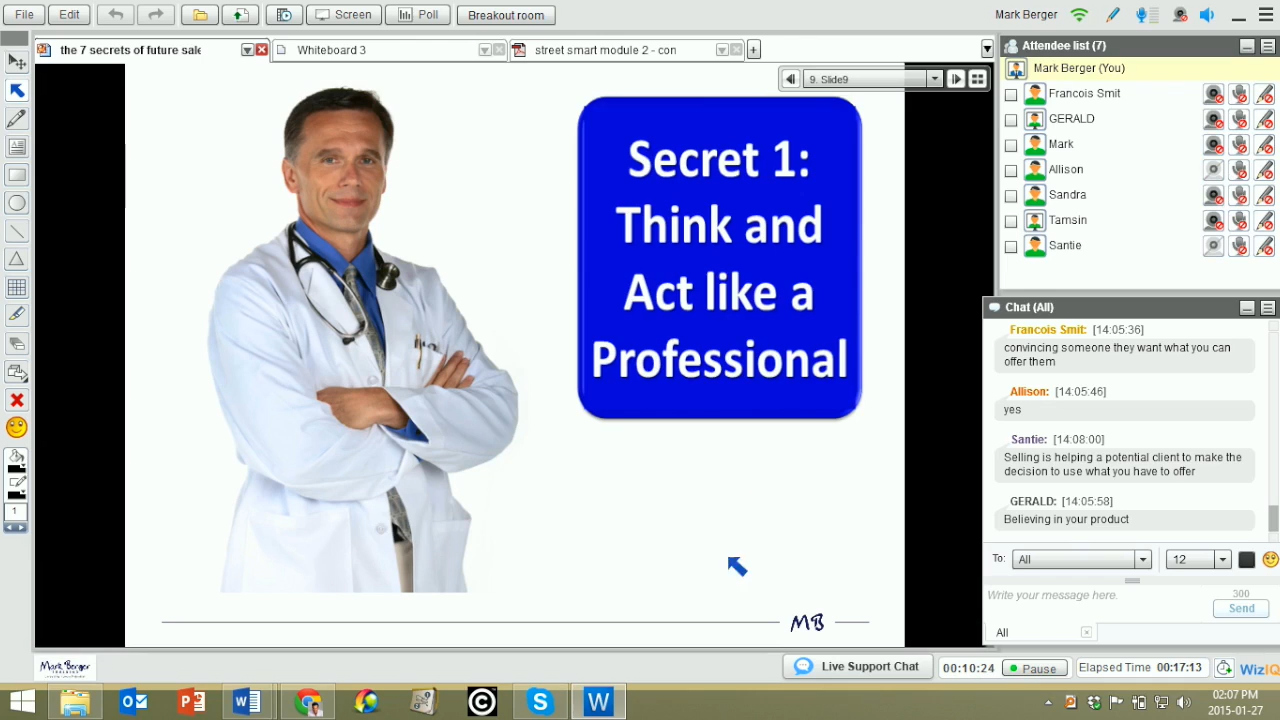 File
Edit
Screen
Poll
Breakout room
Mark Berger
the 7 secrets of future sale
Whiteboard 3
street smart module 2 - con
9. Slide9
Secret 1:
Think and
Act like a
Professional
MB
Attendee list (7)
Mark Berger (You)
Francois Smit
GERALD
Mark
Allison
Sandra
Tamsin
Santie
Chat (All)
Francois Smit: [14:05:36]
convincing someone they want what you can
offer them
Allison: [14:05:46]
yes
Santie: [14:08:00]
Selling is helping a potential client to make the
decision to use what you have to offer
GERALD: [14:05:58]
Believing in your product
To: All 12
Write your message here. 300
Send
All
1
Mark Berger
Live Support Chat
00:10:24 Pause
Elapsed Time 00:17:13
WizIQ
02:07 PM
2015-01-27